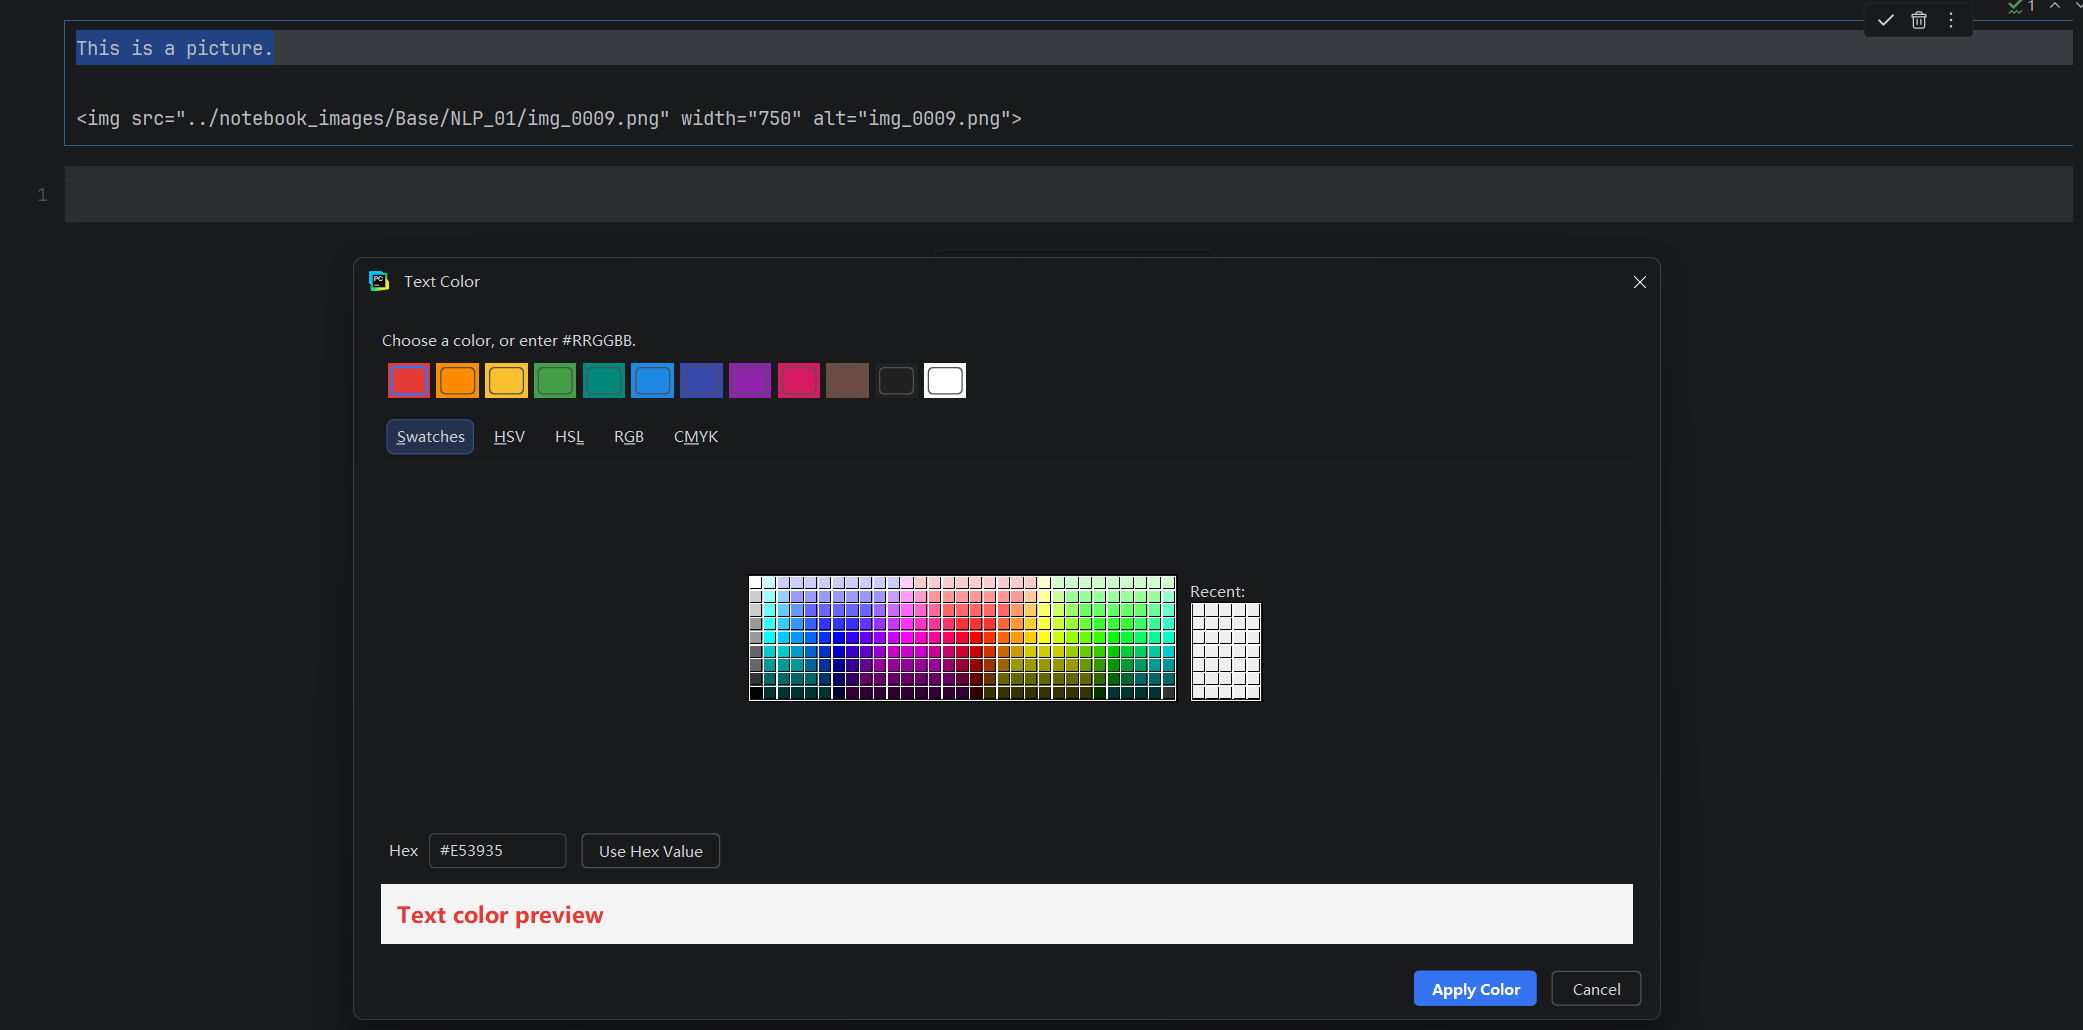 1
This is a picture.
<img src="../notebook_images/Base/NLP_01/img_0009.png" width="750" alt="img_0009.png">
1
PC
Text Color
Choose a color, or enter #RRGGBB.
Swatches HSV HSL RGB CMYK
Recent:
Hex #E53935 Use Hex Value
Text color preview
Apply Color Cancel